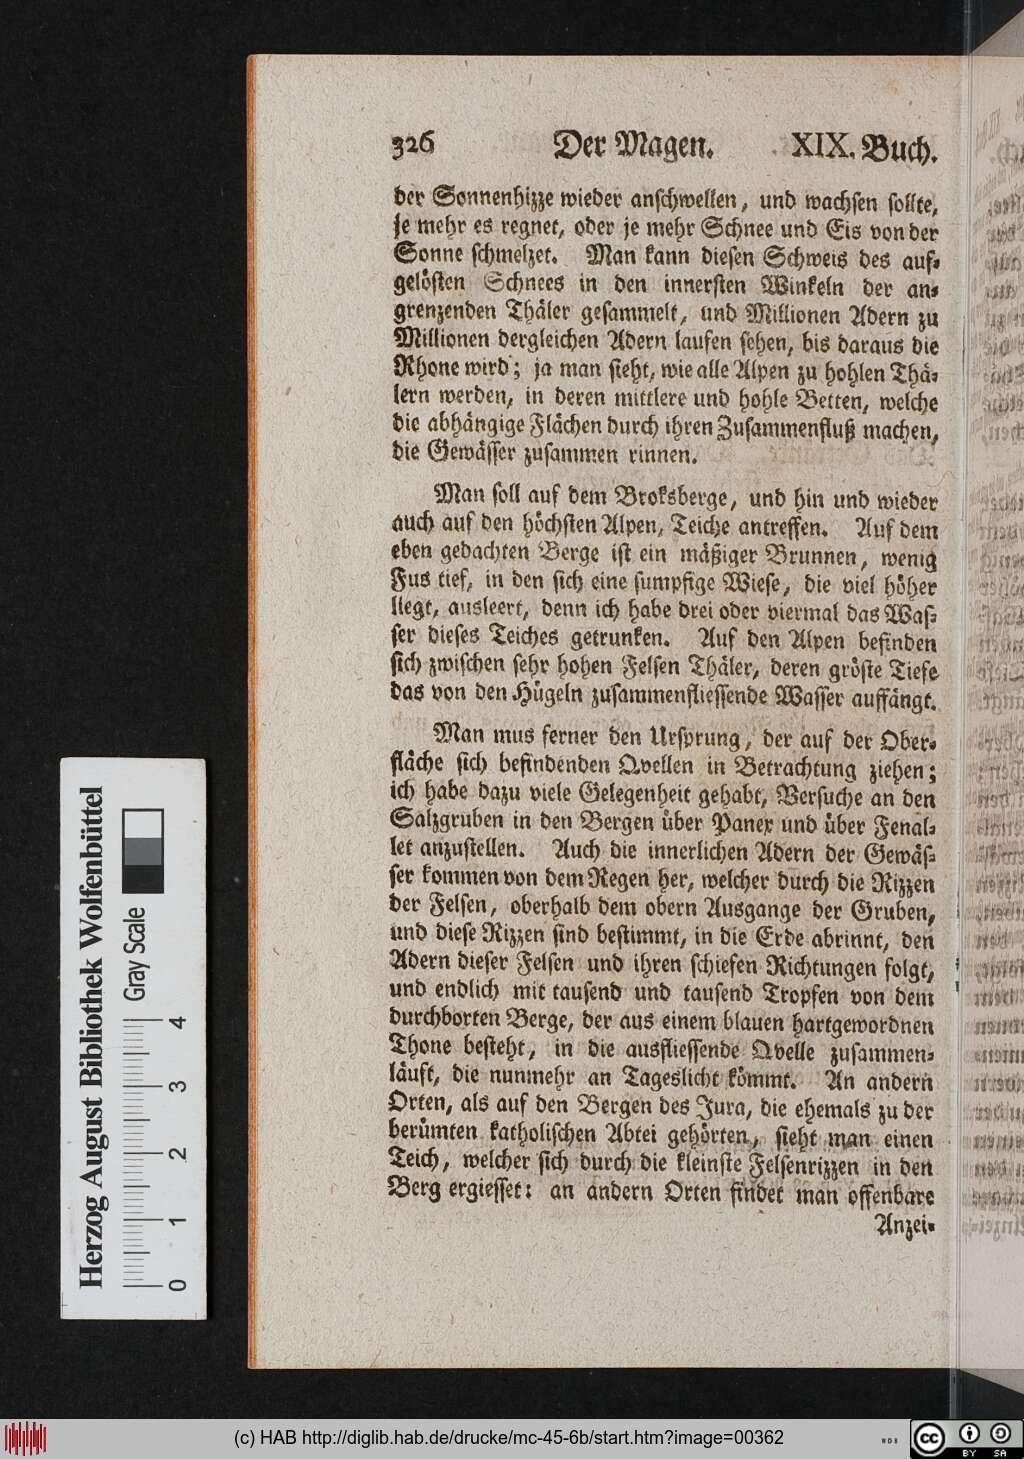 326 Der Magen. XIX. Buch.
der Sonnenhizze wieder anschwellen, und wachsen sollte,
je mehr es regnet, oder je mehr Schnee und Eis von der
Sonne schmelzet. Man kann diesen Schweis des auf-
gelösten Schnees in den innersten Winkeln der an-
grenzenden Thäler gesammelt, und Millionen Adern zu
Millionen dergleichen Adern laufen sehen, bis daraus die
Rhone wird; ja man sieht, wie alle Alpen zu hohlen Thä-
lern werden, in deren mittlere und hohle Betten, welche
die abhängige Flächen durch ihren Zusammenfluß machen,
die Gewässer zusammen rinnen.
Man soll auf dem Broksberge, und hin und wieder
auch auf den höchsten Alpen, Teiche antreffen. Auf dem
eben gedachten Berge ist ein mäßiger Brunnen, wenig
Fus tief, in den sich eine sumpfige Wiese, die viel höher
liegt, ausleert, denn ich habe drei oder viermal das Was-
ser dieses Teiches getrunken. Auf den Alpen befinden
sich zwischen sehr hohen Felsen Thäler, deren gröste Tiefe
das von den Hügeln zusammenfliessende Wasser auffängt.
Man mus ferner den Ursprung, der auf der Ober-
fläche sich befindenden Qvellen in Betrachtung ziehen;
ich habe dazu viele Gelegenheit gehabt, Versuche an den
Salzgruben in den Bergen über Panex und über Fenal-
let anzustellen. Auch die innerlichen Adern der Gewäs-
ser kommen von dem Regen her, welcher durch die Rizzen
der Felsen, oberhalb dem obern Ausgange der Gruben,
und diese Rizzen sind bestimmt, in die Erde abrinnt, den
Adern dieser Felsen und ihren schiefen Richtungen folgt,
und endlich mit tausend und tausend Tropfen von dem
durchborten Berge, der aus einem blauen hartgewordnen
Thone besteht, in die ausfliessende Qvelle zusammen-
läuft, die nunmehr an Tageslicht kömmt. An andern
Orten, als auf den Bergen des Jura, die ehemals zu der
berümten katholischen Abtei gehörten, sieht man einen
Teich, welcher sich durch die kleinste Felsenrizzen in den
Berg ergiesset: an andern Orten findet man offenbare
Anzei-
Herzog August Bibliothek Wolfenbüttel
Gray Scale
0 1 2 3 4
(c) HAB http://diglib.hab.de/drucke/mc-45-6b/start.htm?image=00362
WDB
cc BY SA